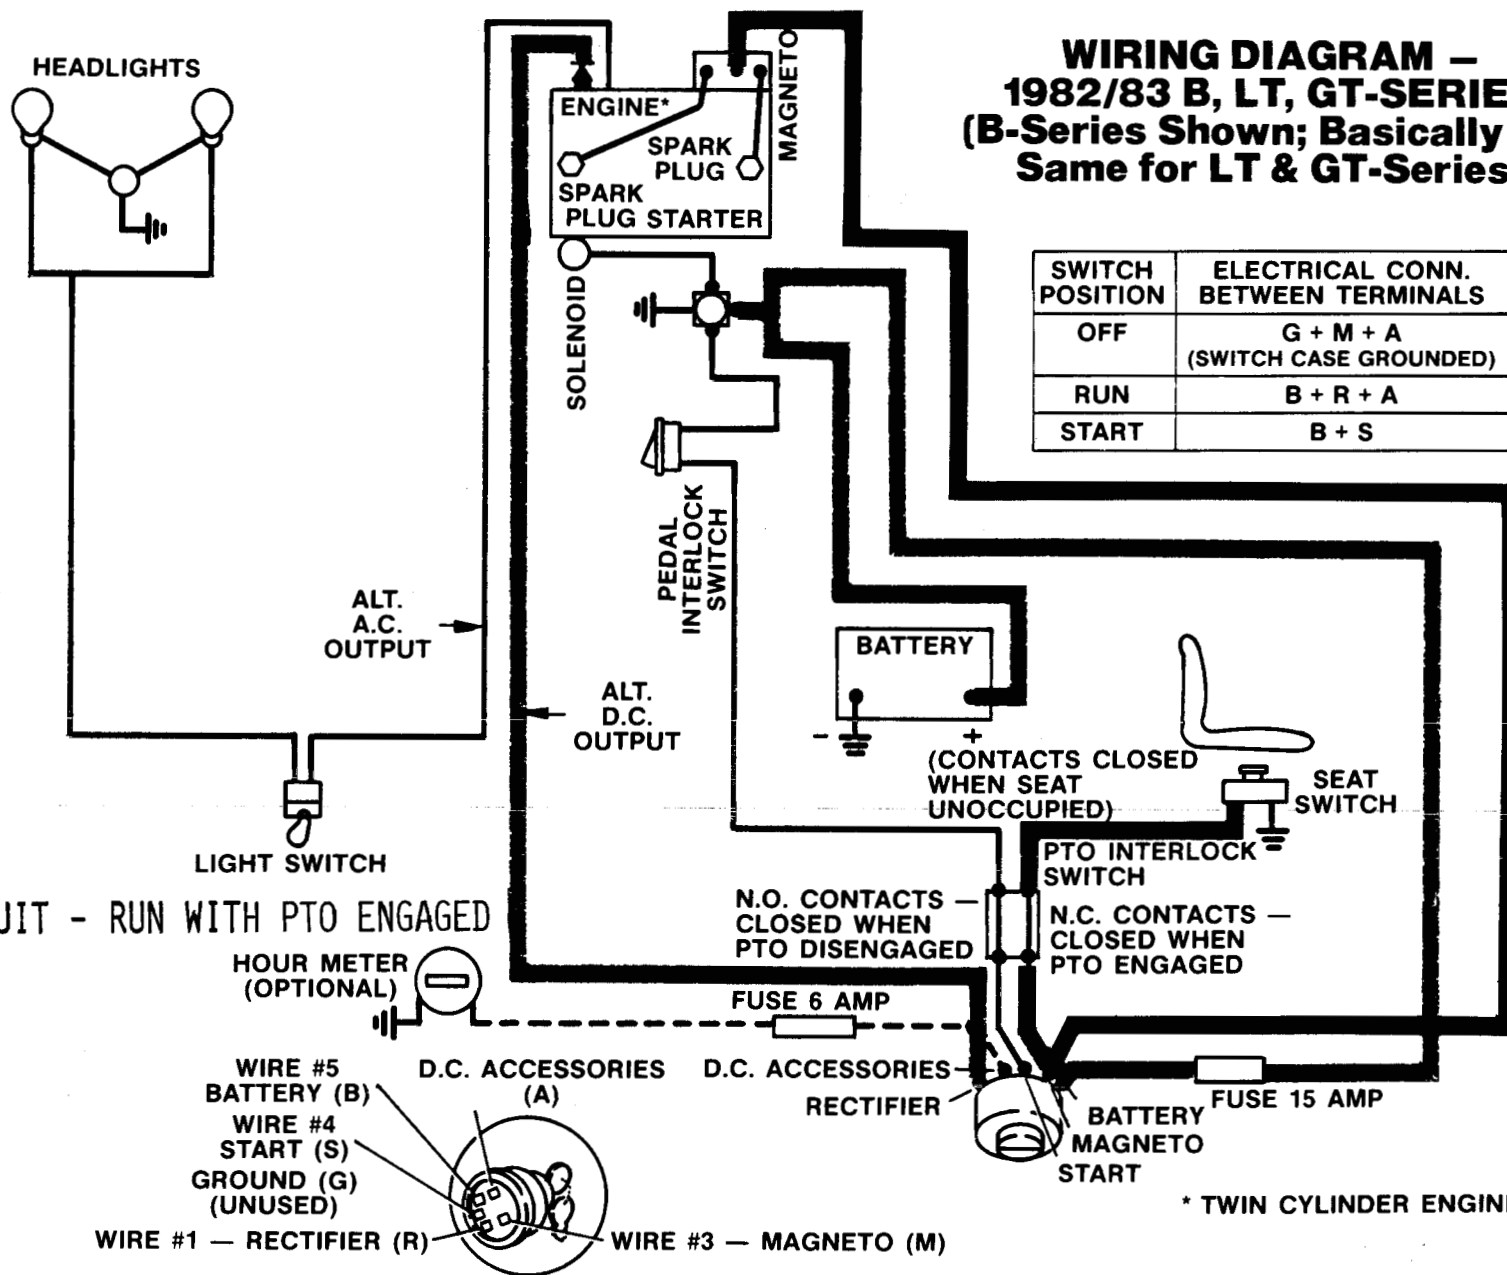 WIRING DIAGRAM –
1982/83 B, LT, GT-SERIE
(B-Series Shown; Basically
Same for LT & GT-Series
HEADLIGHTS
MAGNETO
ENGINE*
SPARK
PLUG
SPARK
PLUG STARTER
SOLENOID
SWITCH
POSITION
ELECTRICAL CONN.
BETWEEN TERMINALS
OFF
G + M + A
(SWITCH CASE GROUNDED)
RUN
B + R + A
START
B + S
PEDAL
INTERLOCK
SWITCH
ALT.
A.C.
OUTPUT
ALT.
D.C.
OUTPUT
BATTERY
- +
(CONTACTS CLOSED
WHEN SEAT
UNOCCUPIED)
SEAT
SWITCH
LIGHT SWITCH
PTO INTERLOCK
SWITCH
N.O. CONTACTS —
CLOSED WHEN
PTO DISENGAGED
N.C. CONTACTS —
CLOSED WHEN
PTO ENGAGED
UIT - RUN WITH PTO ENGAGED
HOUR METER
(OPTIONAL)
FUSE 6 AMP
WIRE #5
BATTERY (B)
D.C. ACCESSORIES
(A)
D.C. ACCESSORIES
RECTIFIER
FUSE 15 AMP
BATTERY
MAGNETO
START
WIRE #4
START (S)
GROUND (G)
(UNUSED)
WIRE #1 — RECTIFIER (R)
WIRE #3 — MAGNETO (M)
* TWIN CYLINDER ENGIN